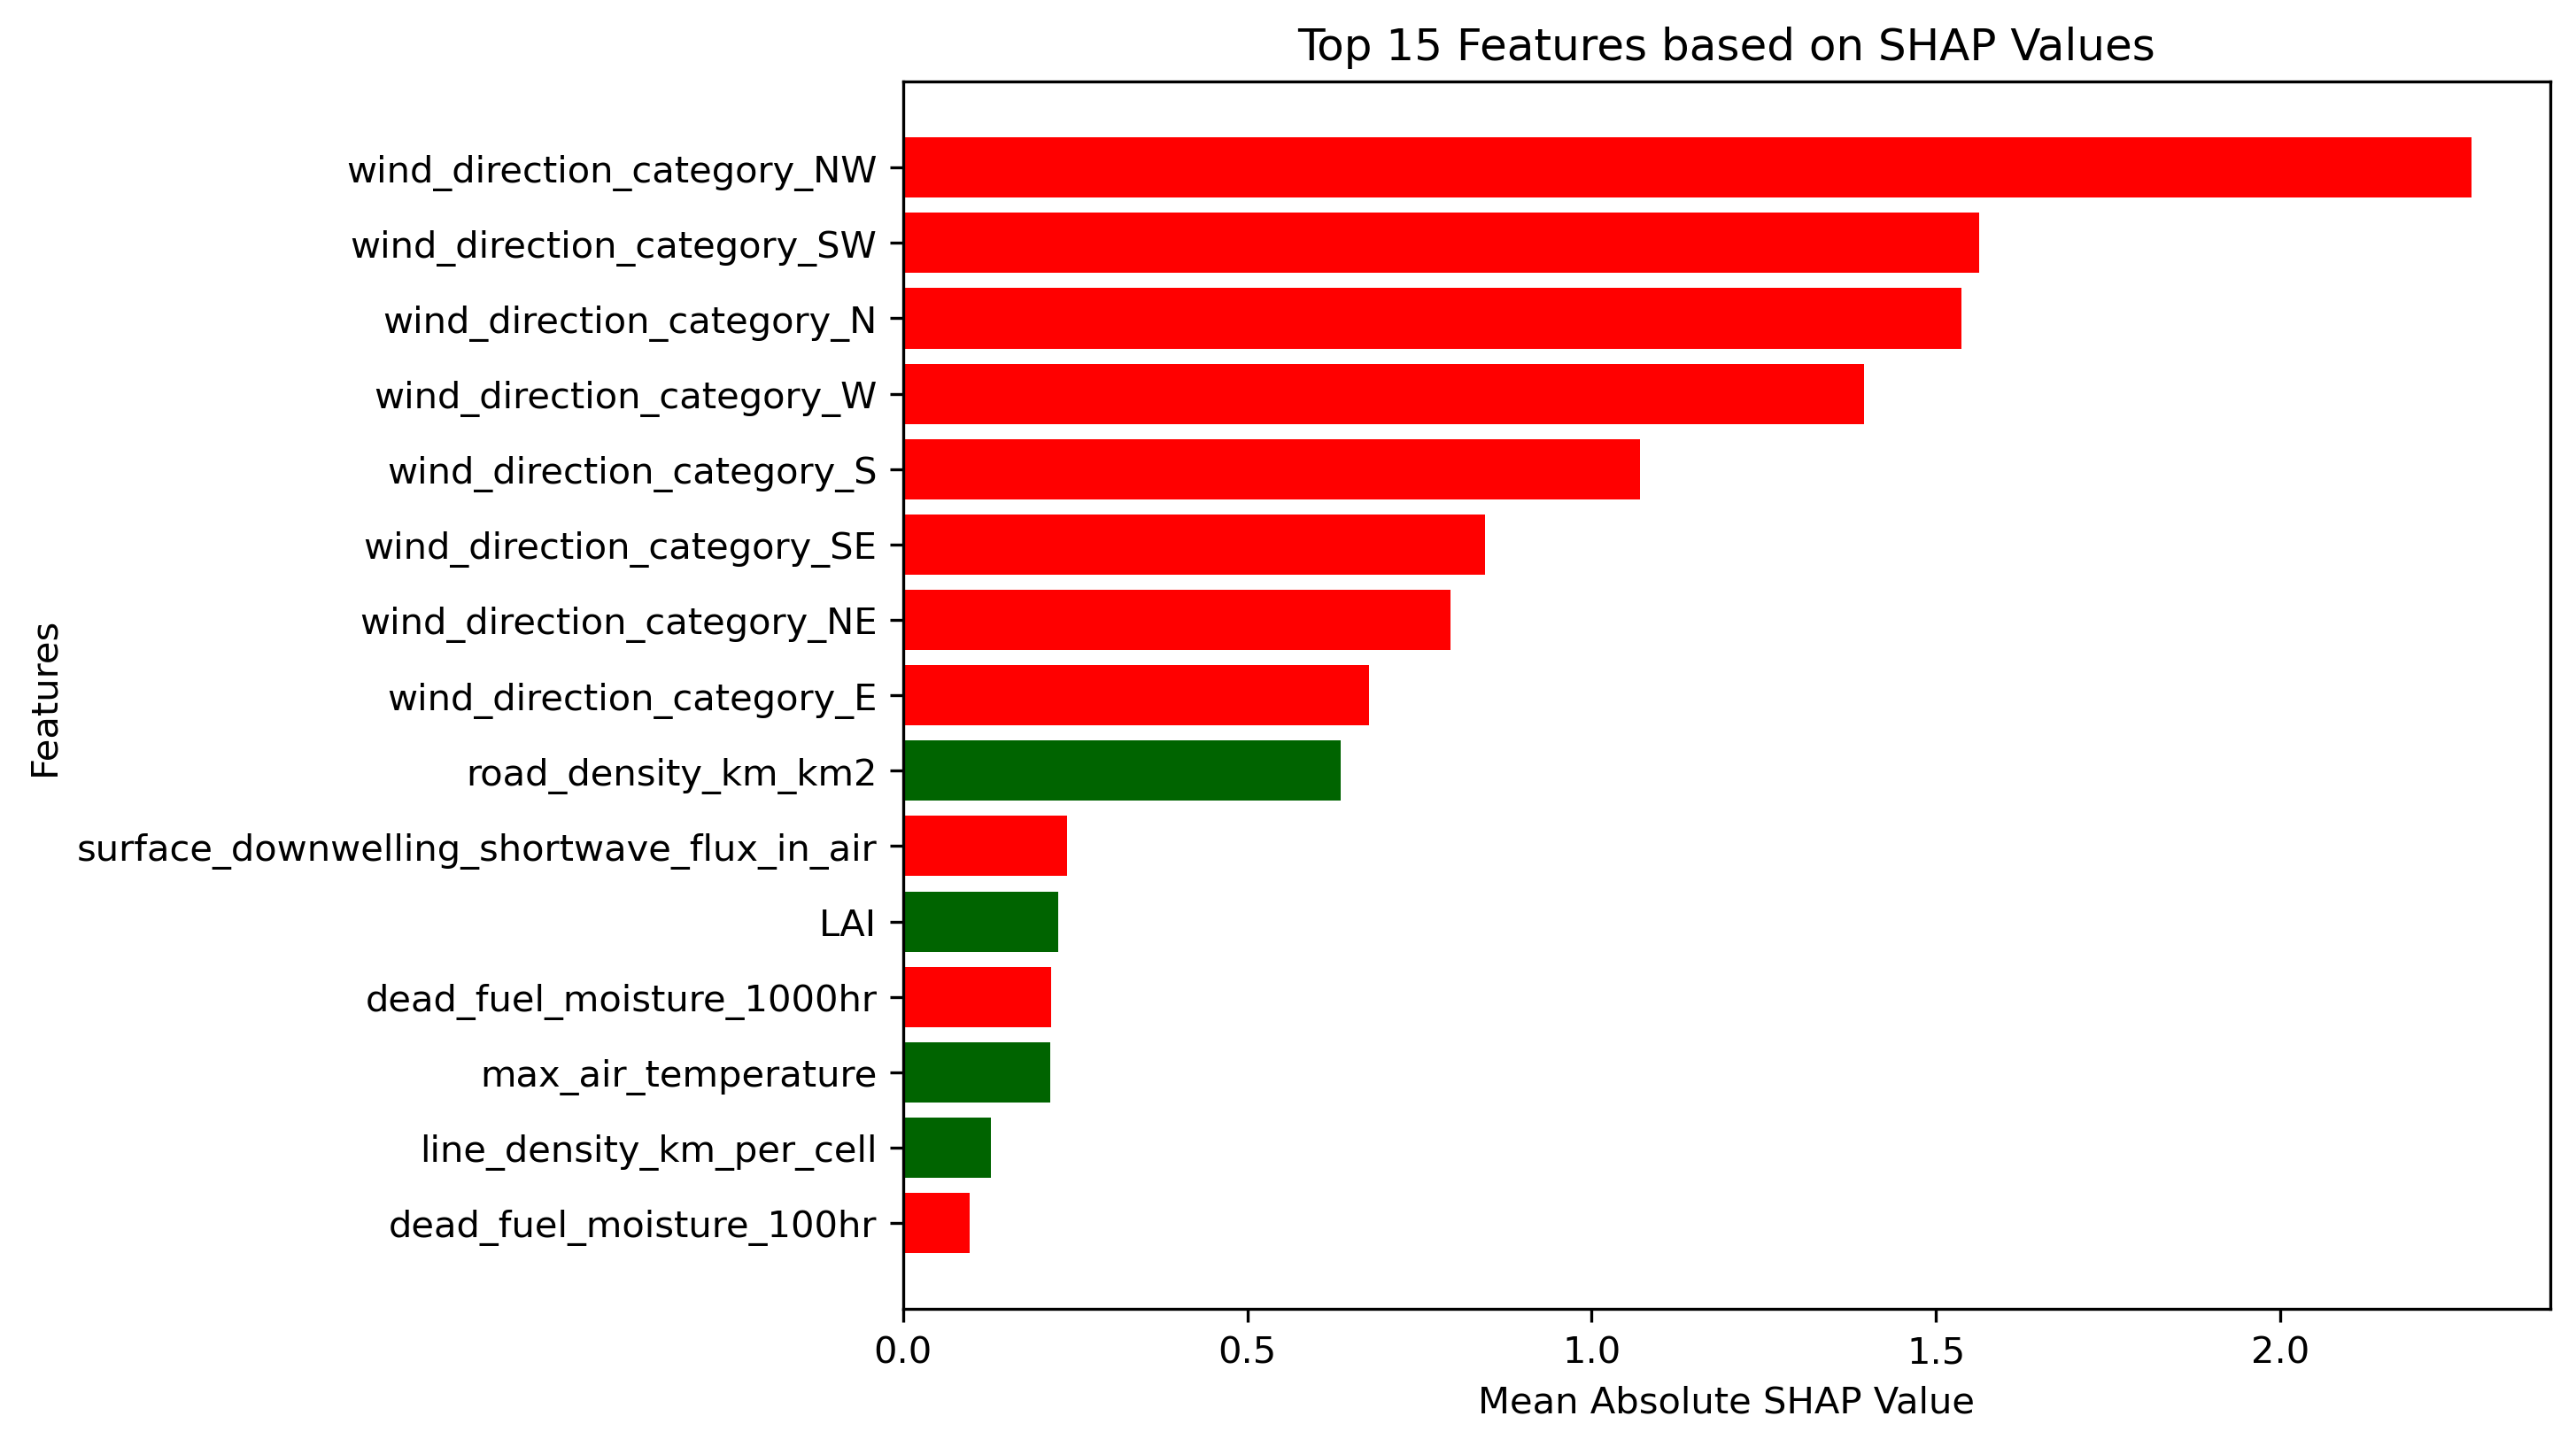 Top 15 Features based on SHAP Values
Features
wind_direction_category_NW
wind_direction_category_SW
wind_direction_category_N
wind_direction_category_W
wind_direction_category_S
wind_direction_category_SE
wind_direction_category_NE
wind_direction_category_E
road_density_km_km2
surface_downwelling_shortwave_flux_in_air
LAI
dead_fuel_moisture_1000hr
max_air_temperature
line_density_km_per_cell
dead_fuel_moisture_100hr
0.0 0.5 1.0 1.5 2.0
Mean Absolute SHAP Value